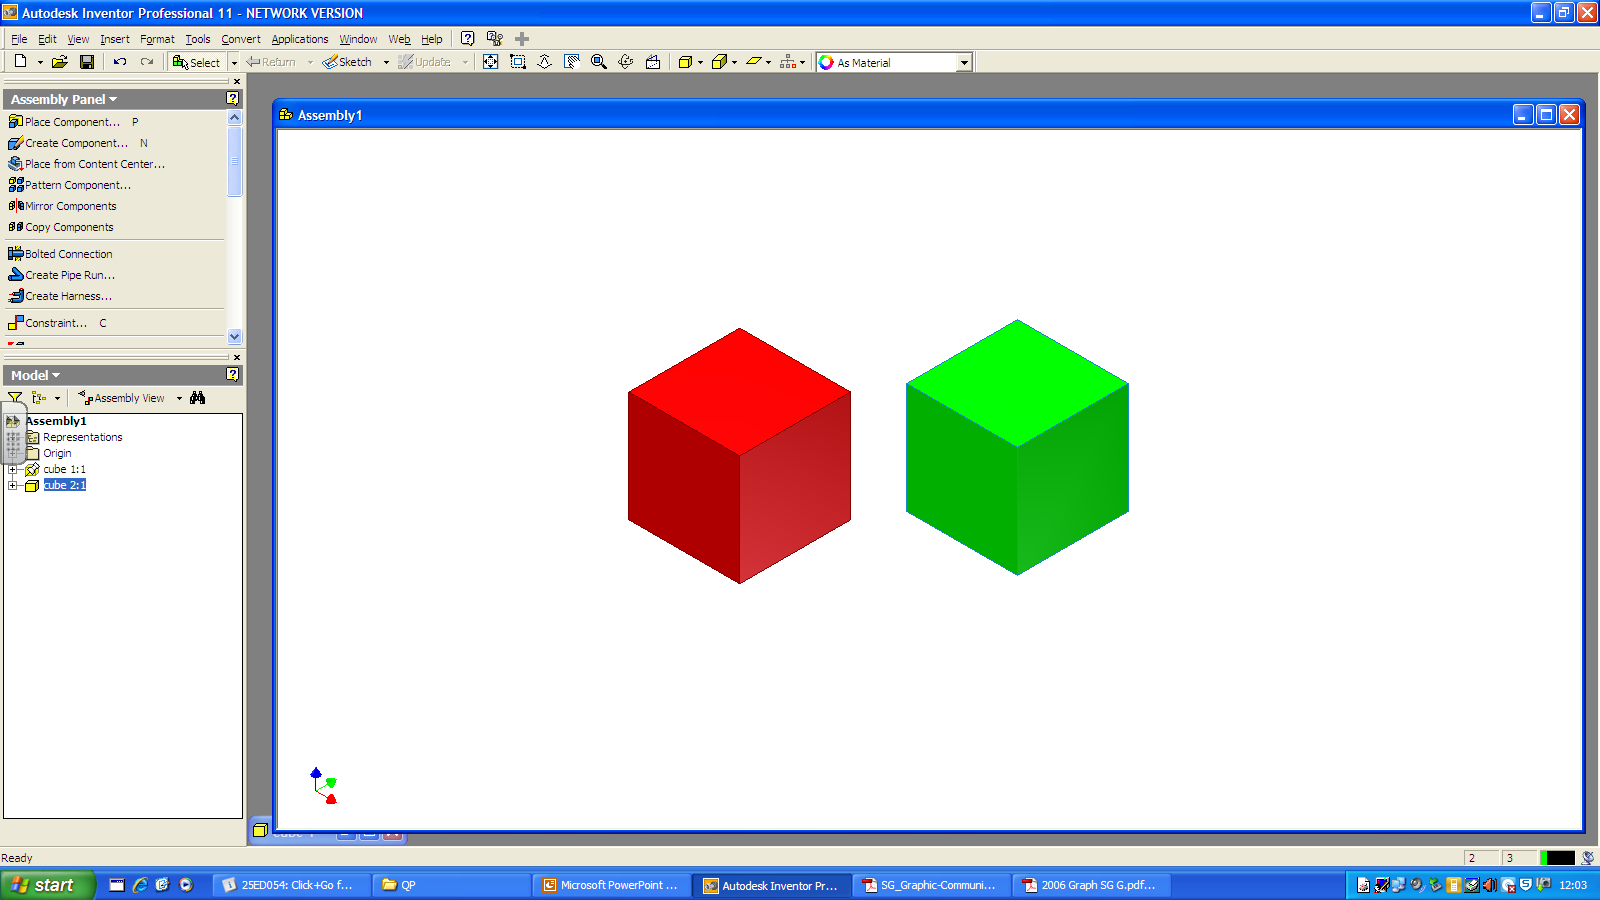 Autodesk Inventor Professional 11 - NETWORK VERSION
File Edit View Insert Format Tools Convert Applications Window Web Help
Select Return Sketch Update As Material
Assembly Panel
Place Component... P
Create Component... N
Place from Content Center...
Pattern Component...
Mirror Components
Copy Components
Bolted Connection
Create Pipe Run...
Create Harness...
Constraint... C
Model
Assembly View
Assembly1
Representations
Origin
cube 1:1
cube 2:1
Assembly1
Ready
2 3
start
25ED054: Click+Go f...
QP
Microsoft PowerPoint ...
Autodesk Inventor Pr...
SG_Graphic-Communi...
2006 Graph SG G.pdf...
12:03